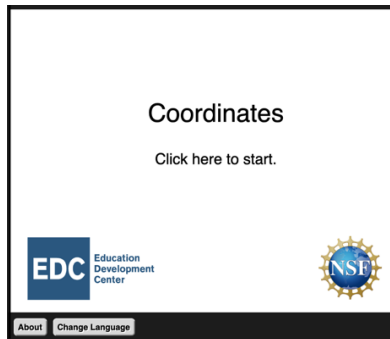 Coordinates
Click here to start.
EDC
Education
Development
Center
NSF
About
Change Language